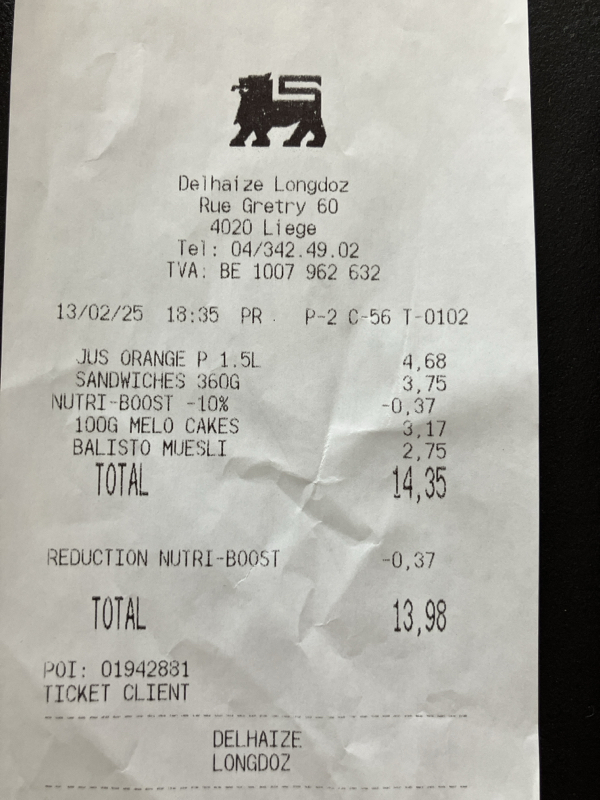 Delhaize Longdoz
Rue Gretry 60
4020 Liege
Tel: 04/342.49.02
TVA: BE 1007 962 632
13/02/25 18:35 PR . P-2 C-56 T-0102
JUS ORANGE P 1.5L 4,68
SANDWICHES 360G 3,75
NUTRI-BOOST -10% -0,37
100G MELO CAKES 3,17
BALISTO MUESLI 2,75
TOTAL 14,35
REDUCTION NUTRI-BOOST -0,37
TOTAL 13,98
POI: 01942881
TICKET CLIENT
DELHAIZE
LONGDOZ